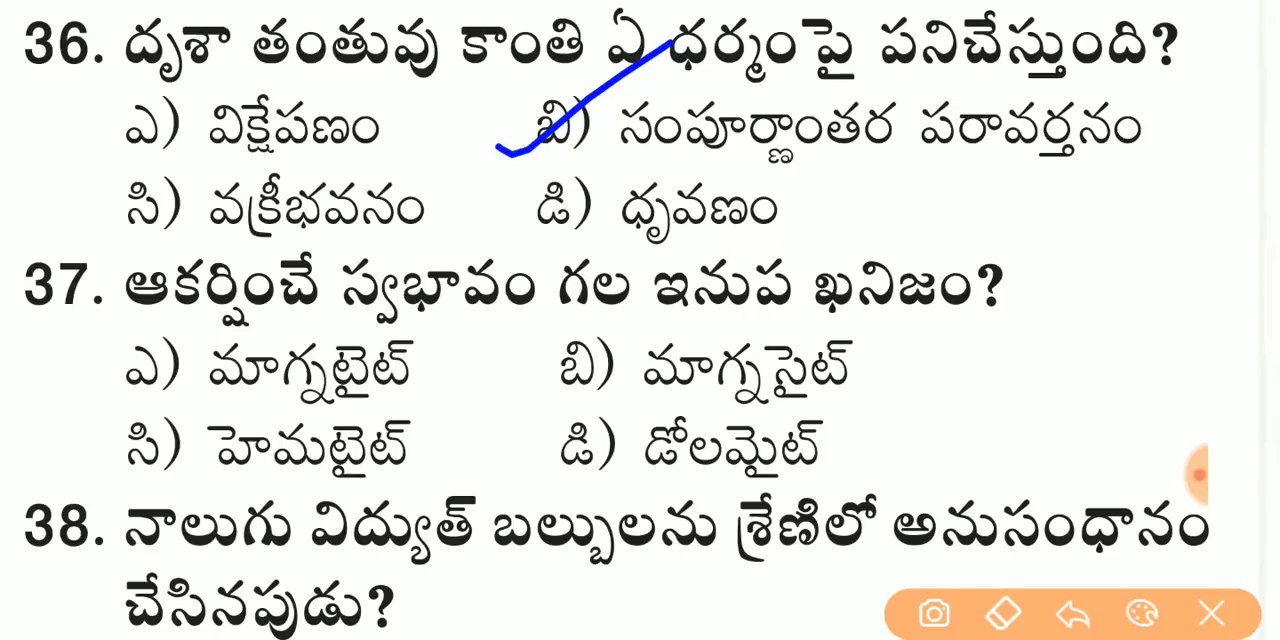 36. దృశా తంతువు కాంతి ఏ ధర్మంపై పనిచేస్తుంది?
ఎ) విక్షేపణం బి) సంపూర్ణాంతర పరావర్తనం
సి) వక్రీభవనం డి) ధృవణం
37. ఆకర్షించే స్వభావం గల ఇనుప ఖనిజం?
ఎ) మాగ్నటైట్ బి) మాగ్నసైట్
సి) హెమటైట్ డి) డోలమైట్
38. నాలుగు విద్యుత్ బల్బులను శ్రేణిలో అనుసంధానం
చేసినపుడు?